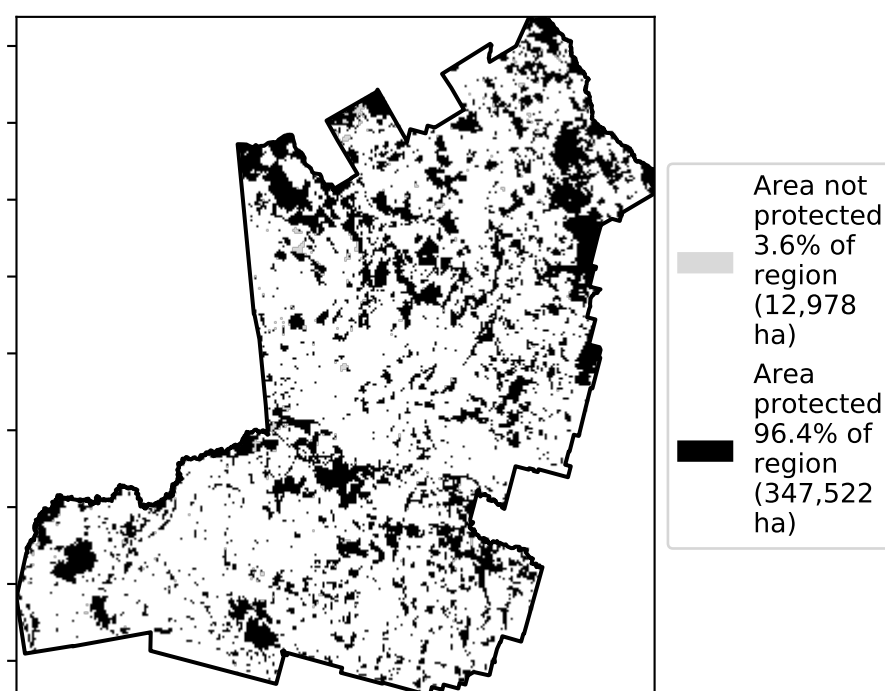 Area not
protected
3.6% of
region
(12,978
ha)
Area
protected
96.4% of
region
(347,522
ha)